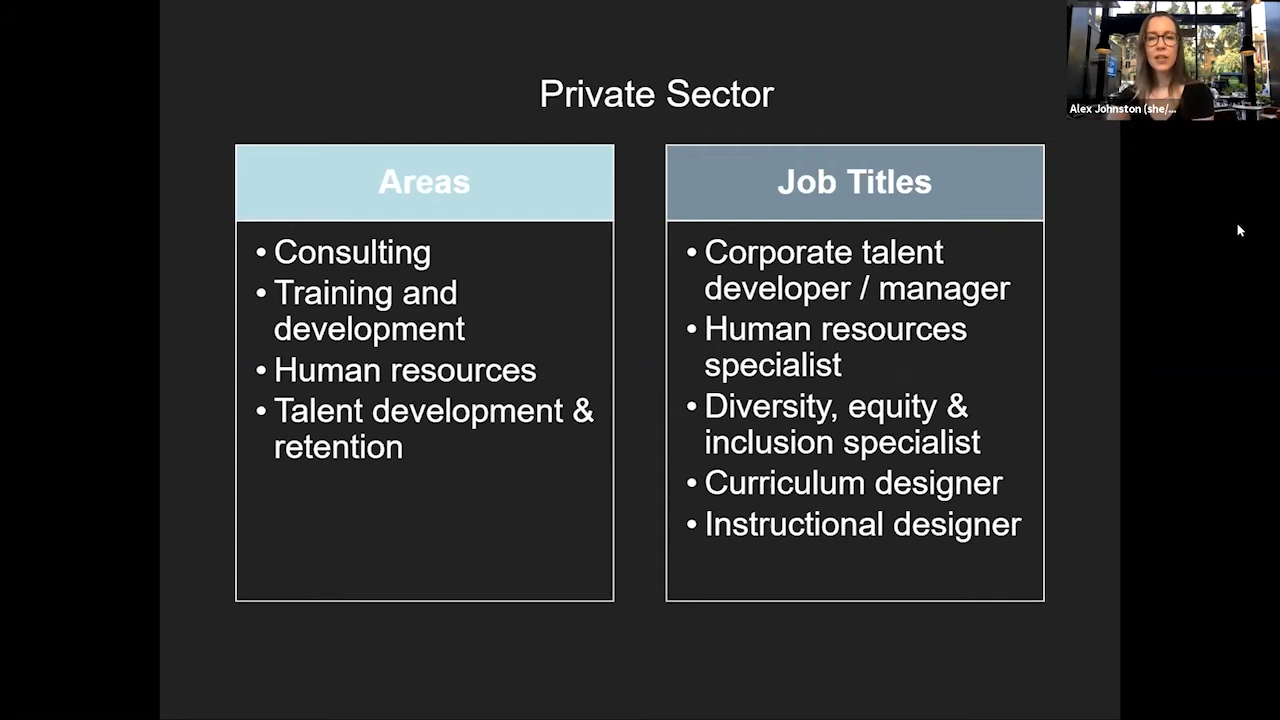 Private Sector
Alex Johnston (she/...
Areas
• Consulting
• Training and
development
• Human resources
• Talent development &
retention
Job Titles
• Corporate talent
developer / manager
• Human resources
specialist
• Diversity, equity &
inclusion specialist
• Curriculum designer
• Instructional designer